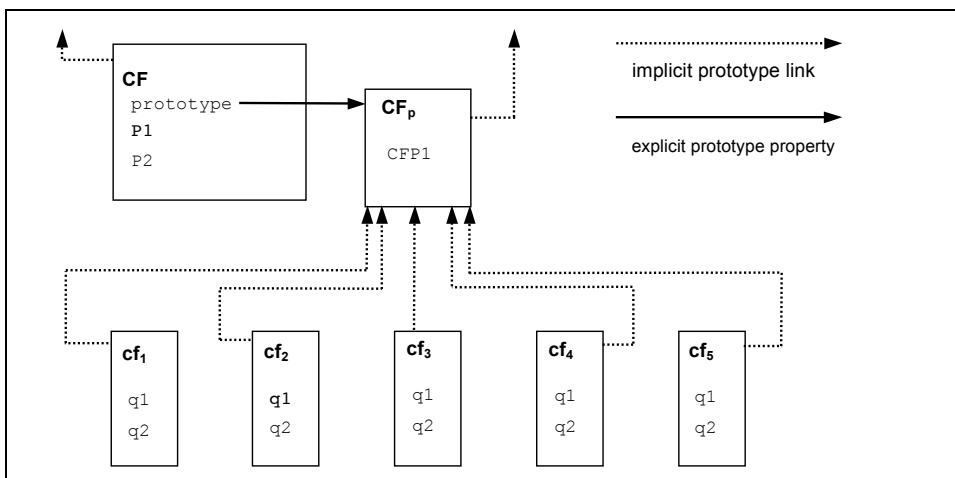 CF
prototype
P1
P2
CFp
CFP1
implicit prototype link
explicit prototype property
cf1
q1
q2
cf2
q1
q2
cf3
q1
q2
cf4
q1
q2
cf5
q1
q2